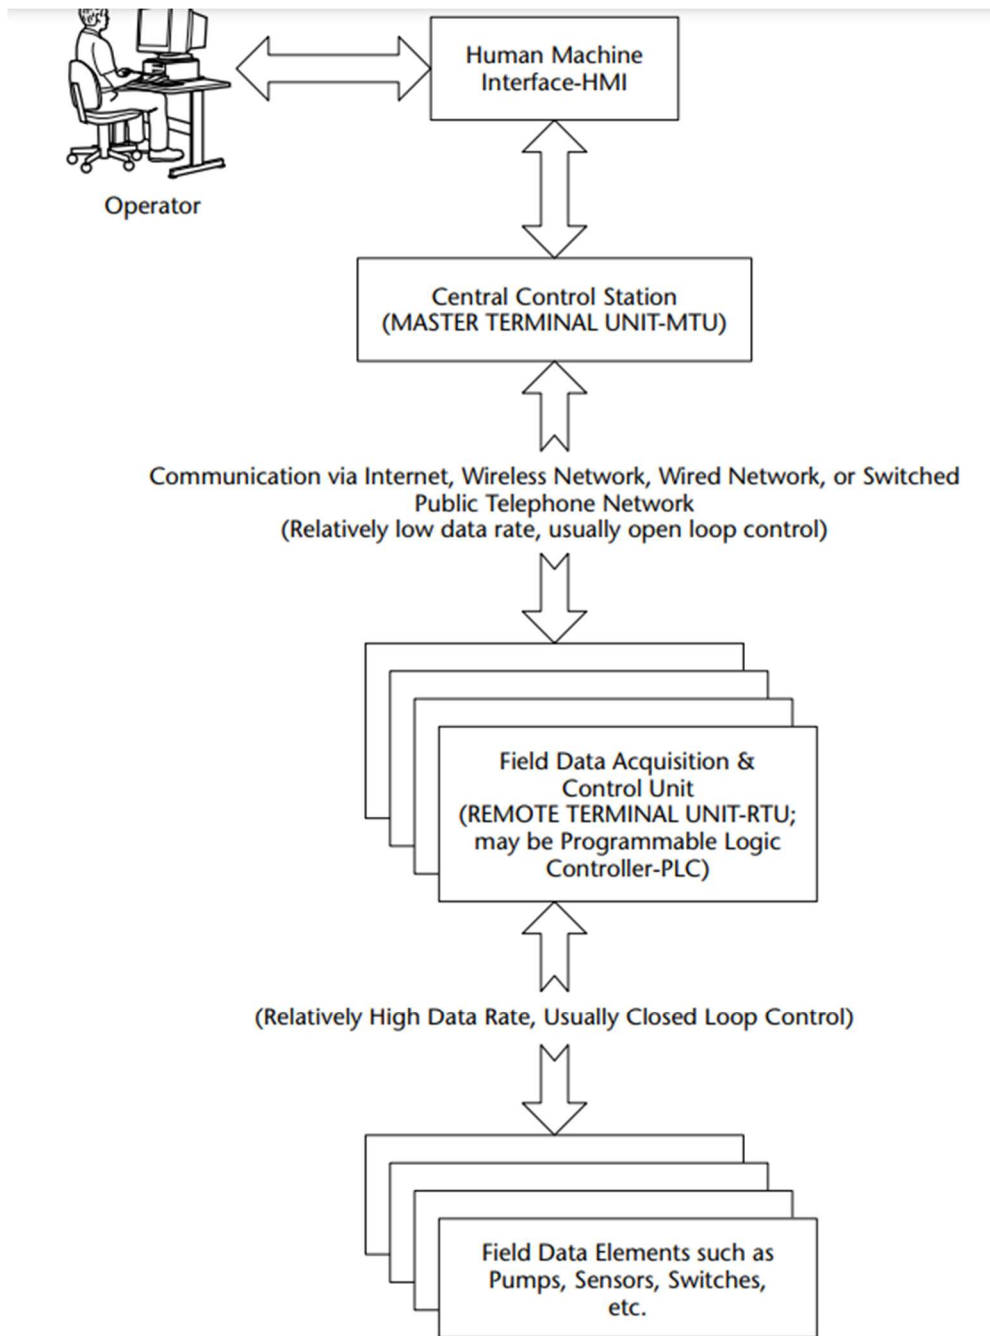 Human Machine
Interface-HMI
Operator
Central Control Station
(MASTER TERMINAL UNIT-MTU)
Communication via Internet, Wireless Network, Wired Network, or Switched
Public Telephone Network
(Relatively low data rate, usually open loop control)
Field Data Acquisition &
Control Unit
(REMOTE TERMINAL UNIT-RTU;
may be Programmable Logic
Controller-PLC)
(Relatively High Data Rate, Usually Closed Loop Control)
Field Data Elements such as
Pumps, Sensors, Switches,
etc.